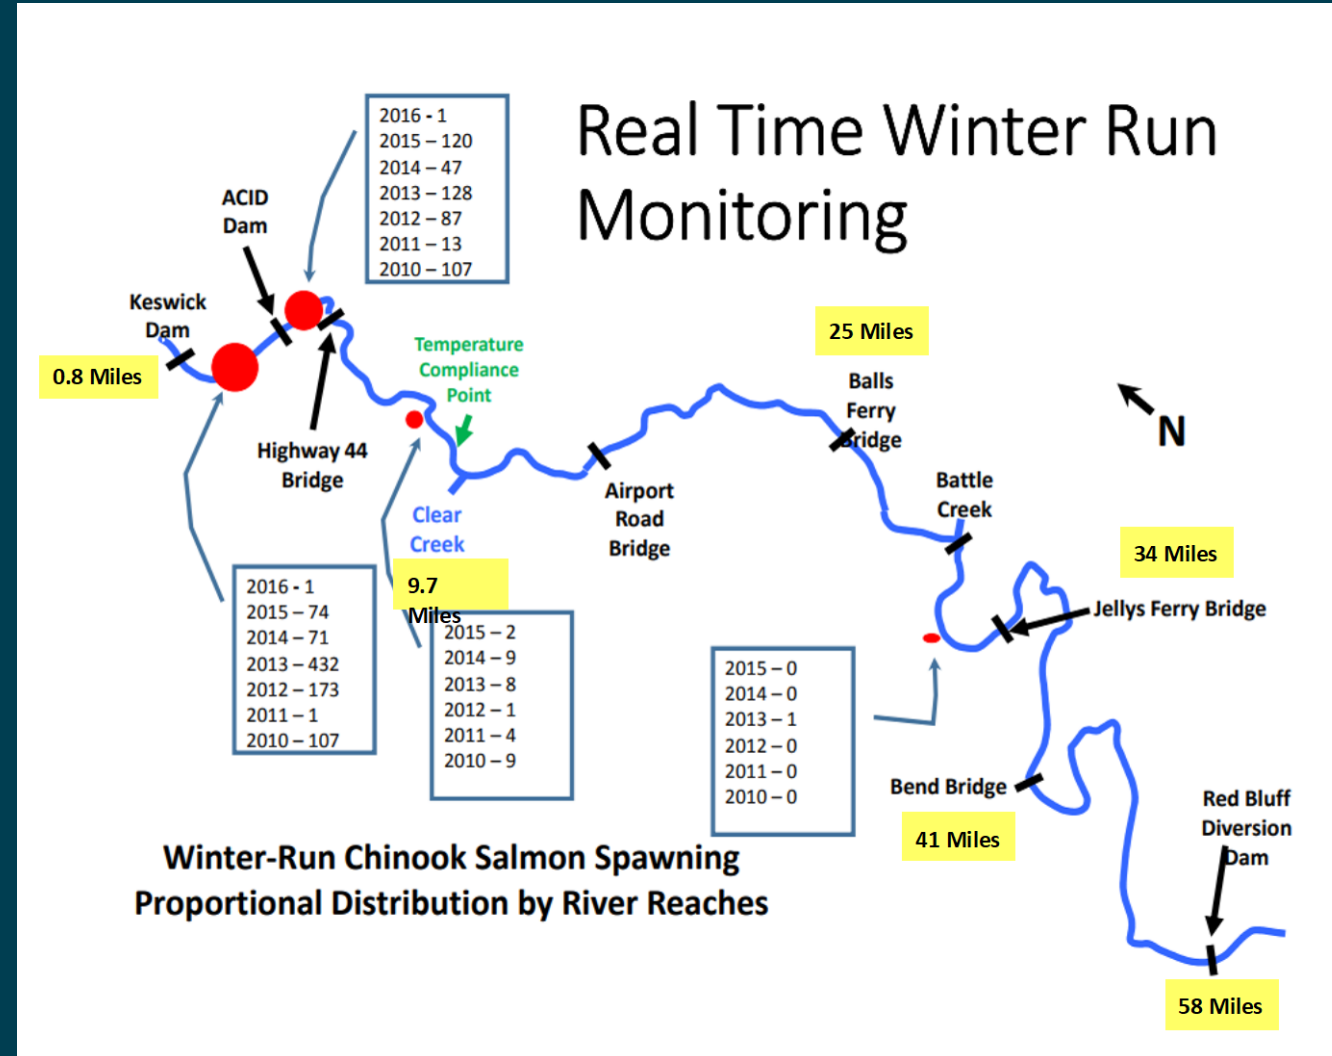 Real Time Winter Run
Monitoring
2016 - 1
2015 – 120
2014 – 47
2013 – 128
2012 – 87
2011 – 13
2010 – 107
ACID
Dam
Keswick
Dam
0.8 Miles
Highway 44
Bridge
Temperature
Compliance
Point
25 Miles
Balls
Ferry
Bridge
N
Clear
Creek
9.7
Miles
Airport
Road
Bridge
Battle
Creek
34 Miles
Jellys Ferry Bridge
2016 - 1
2015 – 74
2014 – 71
2013 – 432
2012 – 173
2011 – 1
2010 – 107
2015 – 2
2014 – 9
2013 – 8
2012 – 1
2011 – 4
2010 – 9
2015 – 0
2014 – 0
2013 – 1
2012 – 0
2011 – 0
2010 – 0
Bend Bridge
41 Miles
Red Bluff
Diversion
Dam
58 Miles
Winter-Run Chinook Salmon Spawning
Proportional Distribution by River Reaches